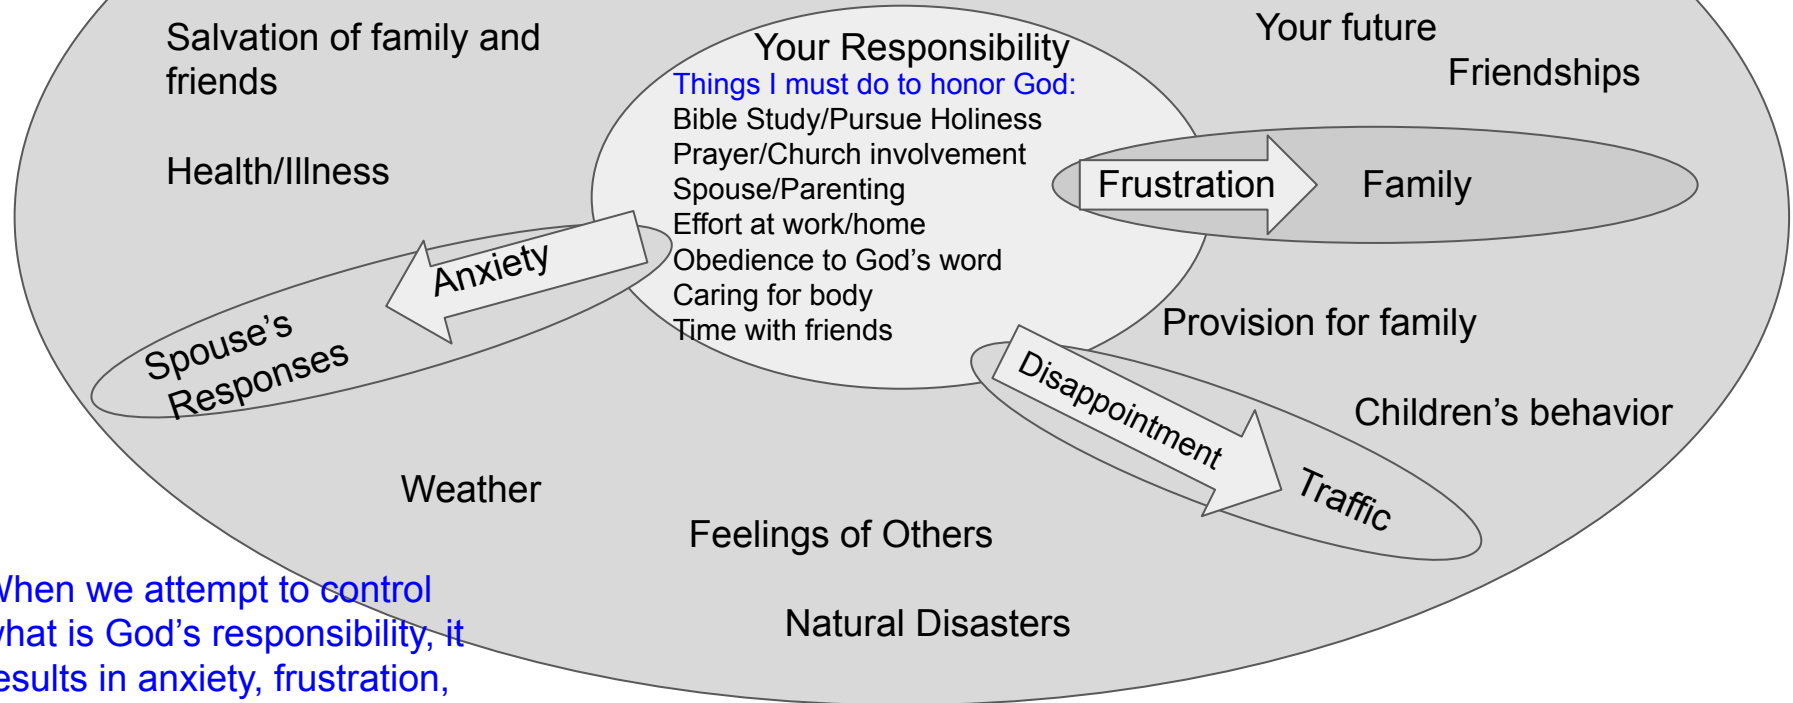 Salvation of family and
friends
Health/Illness
Your Responsibility
Things I must do to honor God:
Bible Study/Pursue Holiness
Prayer/Church involvement
Spouse/Parenting
Effort at work/home
Obedience to God's word
Caring for body
Time with friends
Your future
Friendships
Frustration
Family
Anxiety
Spouse's
Responses
Provision for family
Disappointment
Traffic
Children's behavior
Weather
Feelings of Others
Natural Disasters
When we attempt to control
what is God's responsibility, it
results in anxiety, frustration,